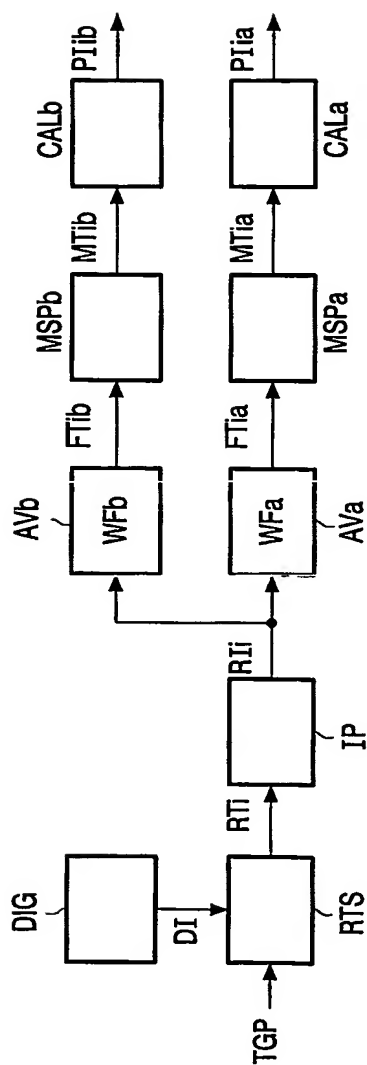 DIG
DI
TGP
RTS
RTi
IP
RIi
AVb
WFb
FTib
MSPb
MTib
CALb
PIib
AVa
WFa
FTia
MSPa
MTia
CALa
PIia